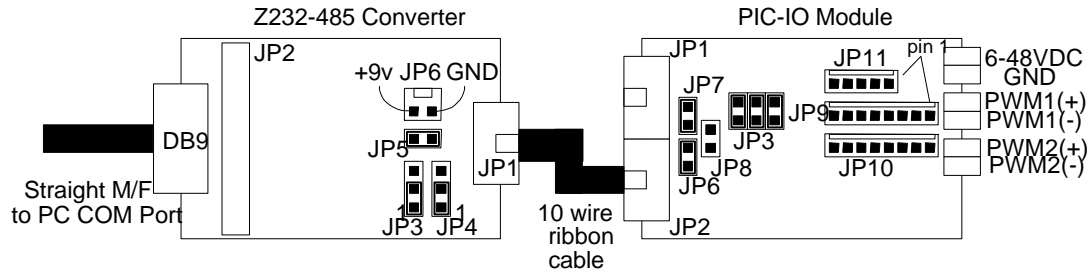 Z232-485 Converter
JP2
+9v JP6 GND
DB9
JP5
JP1
1 1
JP3 JP4
Straight M/F
to PC COM Port
10 wire
ribbon
cable
PIC-IO Module
JP1
JP7
JP9
JP3
JP8
JP6
JP2
JP11
pin 1
JP10
6-48VDC
GND
PWM1(+)
PWM1(-)
PWM2(+)
PWM2(-)